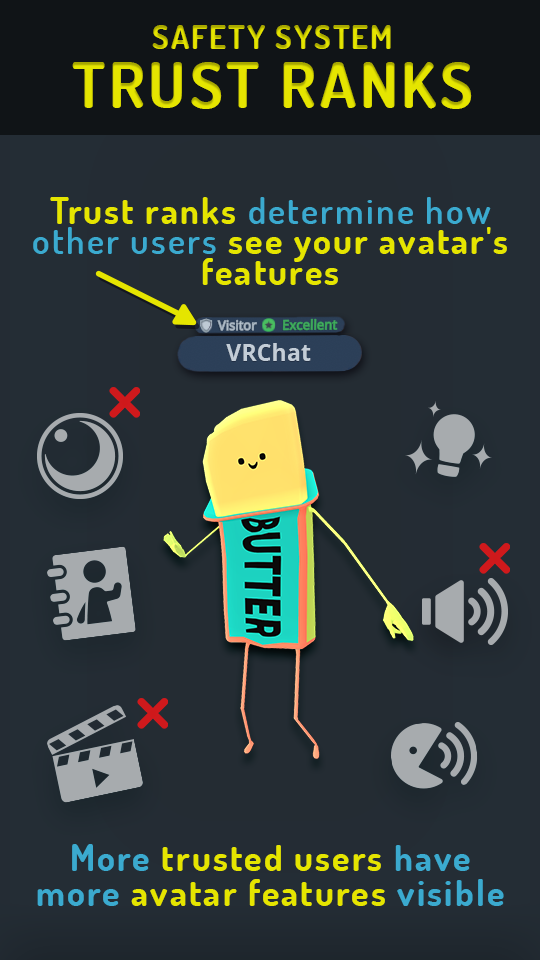 SAFETY SYSTEM
TRUST RANKS
Trust ranks determine how
other users see your avatar's
features
Visitor Excellent
VRChat
BUTTER
More trusted users have
more avatar features visible